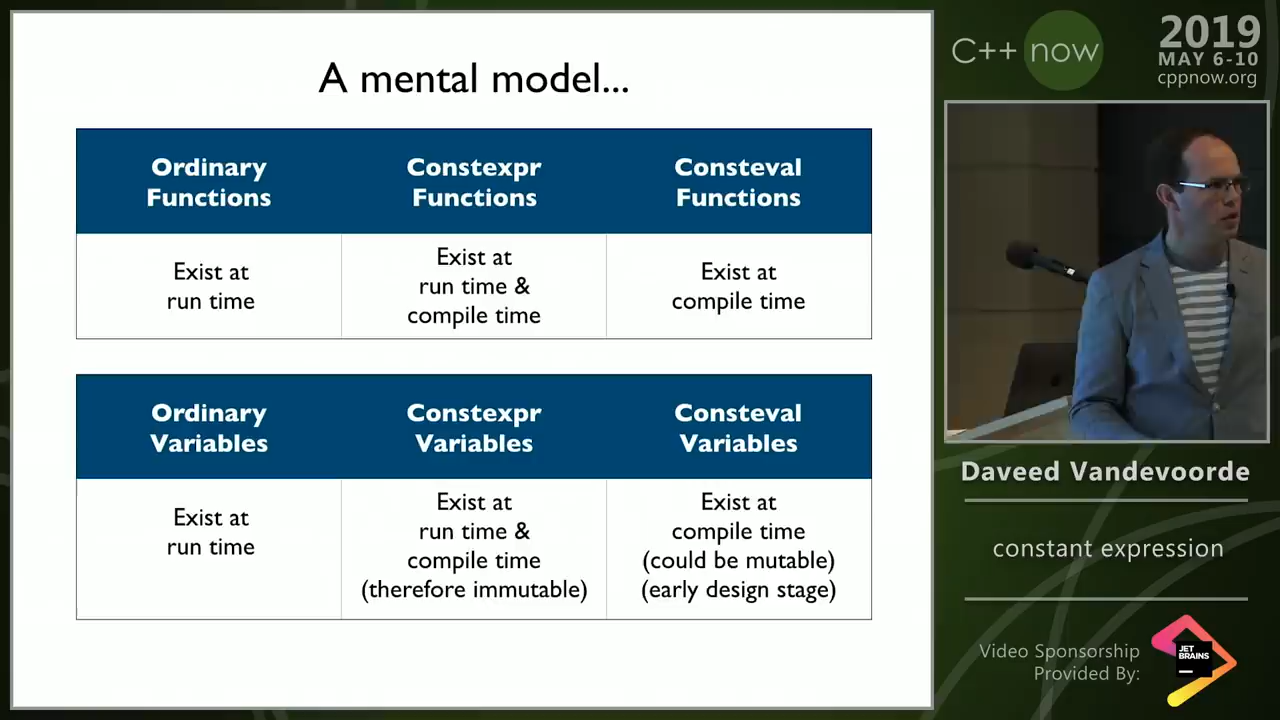 A mental model...
Ordinary
Functions
Constexpr
Functions
Consteval
Functions
Exist at
run time
Exist at
run time &
compile time
Exist at
compile time
Ordinary
Variables
Constexpr
Variables
Consteval
Variables
Exist at
run time
Exist at
run time &
compile time
(therefore immutable)
Exist at
compile time
(could be mutable)
(early design stage)
C++ now
2019
MAY 6-10
cppnow.org
Daveed Vandevoorde
constant expression
Video Sponsorship
Provided By:
JET
BRAINS